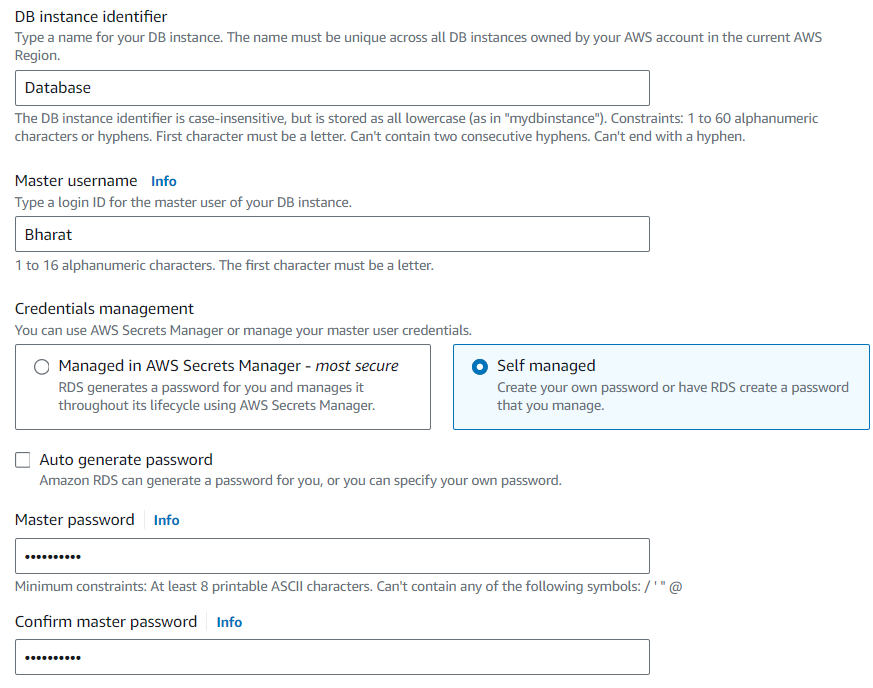 DB instance identifier
Type a name for your DB instance. The name must be unique across all DB instances owned by your AWS account in the current AWS
Region.
Database
The DB instance identifier is case-insensitive, but is stored as all lowercase (as in "mydbinstance"). Constraints: 1 to 60 alphanumeric
characters or hyphens. First character must be a letter. Can't contain two consecutive hyphens. Can't end with a hyphen.
Master username Info
Type a login ID for the master user of your DB instance.
Bharat
1 to 16 alphanumeric characters. The first character must be a letter.
Credentials management
You can use AWS Secrets Manager or manage your master user credentials.
Managed in AWS Secrets Manager - most secure
RDS generates a password for you and manages it
throughout its lifecycle using AWS Secrets Manager.
Self managed
Create your own password or have RDS create a password
that you manage.
Auto generate password
Amazon RDS can generate a password for you, or you can specify your own password.
Master password Info
••••••••••
Minimum constraints: At least 8 printable ASCII characters. Can't contain any of the following symbols: / ' " @
Confirm master password Info
••••••••••